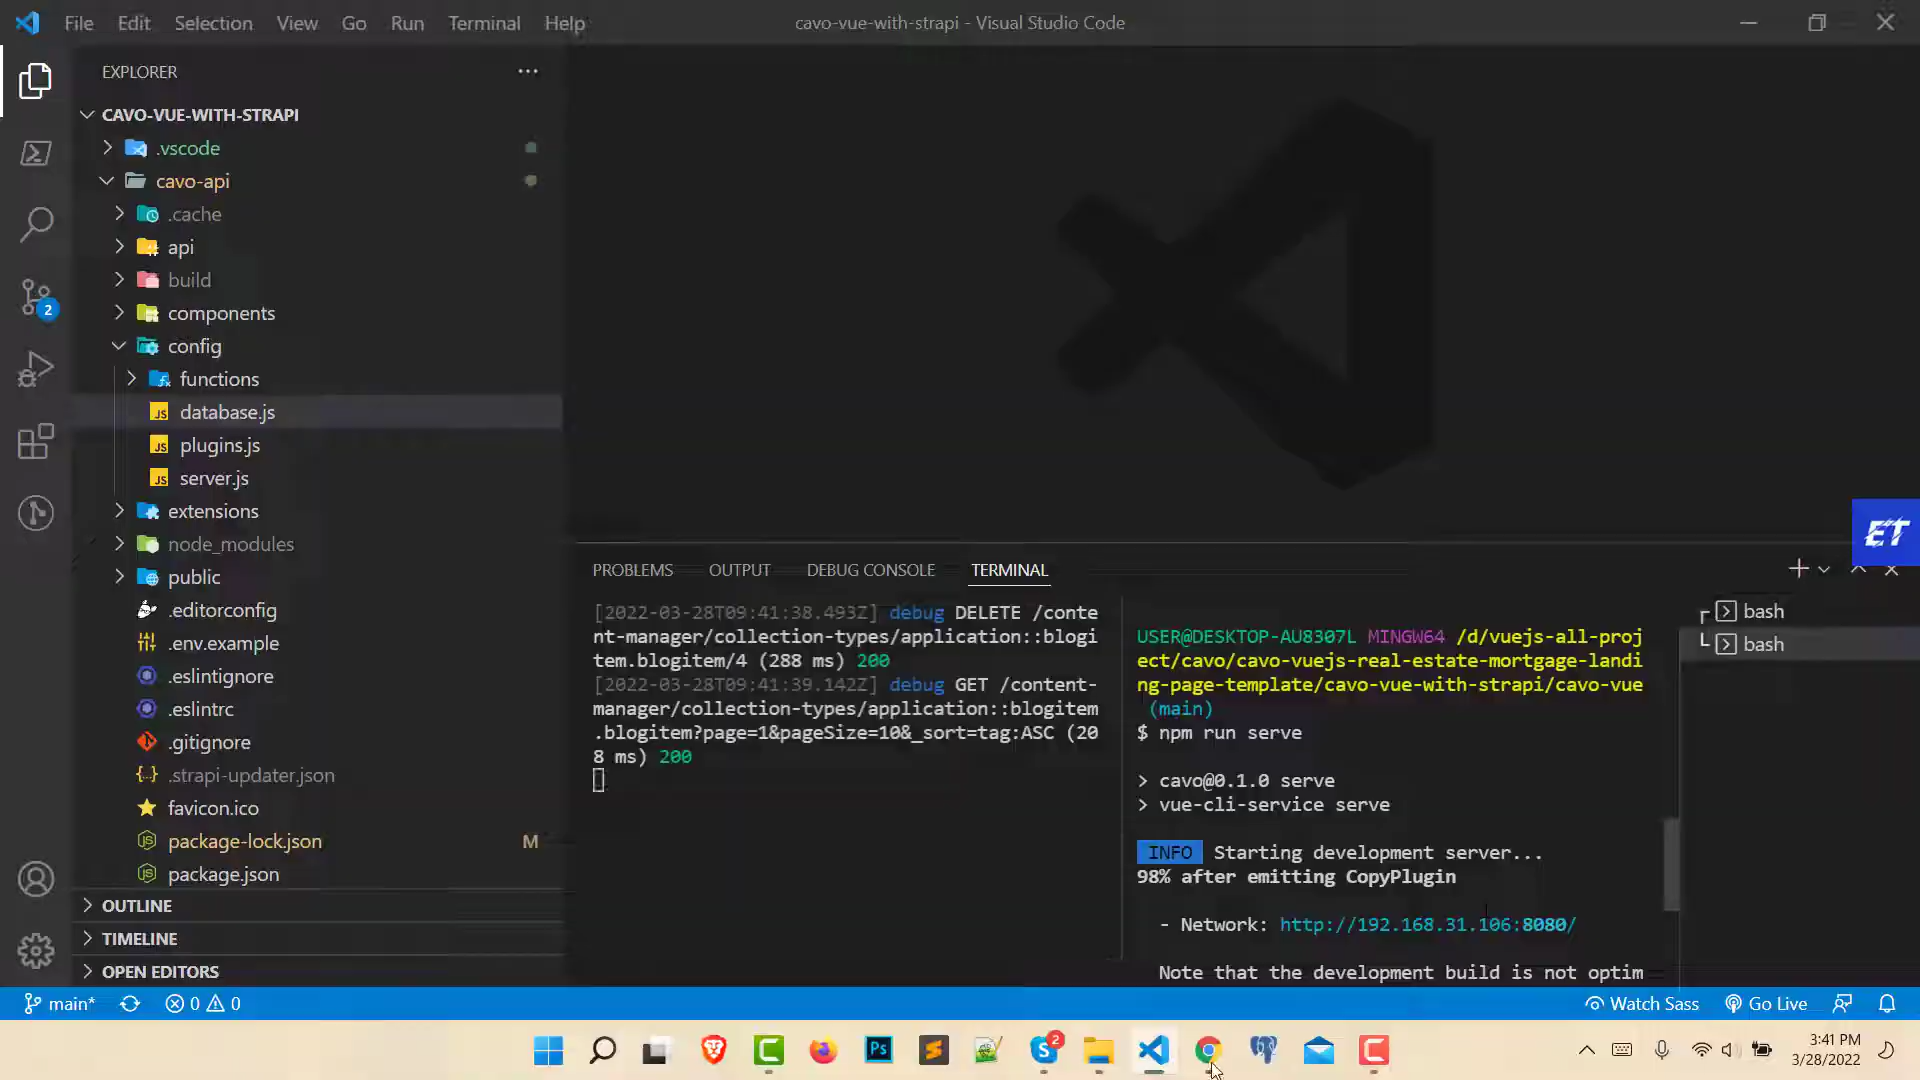 File Edit Selection View Go Run Terminal Help
cavo-vue-with-strapi - Visual Studio Code
EXPLORER
CAVO-VUE-WITH-STRAPI
.vscode
cavo-api
.cache
api
build
components
config
functions
JS database.js
JS plugins.js
JS server.js
extensions
node_modules
public
.editorconfig
.env.example
.eslintignore
.eslintrc
.gitignore
.strapi-updater.json
favicon.ico
package-lock.json M
package.json
OUTLINE
TIMELINE
OPEN EDITORS
2
ET
PROBLEMS OUTPUT DEBUG CONSOLE TERMINAL
[2022-03-28T09:41:38.493Z] debug DELETE /conte
nt-manager/collection-types/application::blogi
tem.blogitem/4 (288 ms) 200
[2022-03-28T09:41:39.142Z] debug GET /content-
manager/collection-types/application::blogitem
.blogitem?page=1&pageSize=10&_sort=tag:ASC (20
8 ms) 200
USER@DESKTOP-AU8307L MINGW64 /d/vuejs-all-proj
ect/cavo/cavo-vuejs-real-estate-mortgage-landi
ng-page-template/cavo-vue-with-strapi/cavo-vue
(main)
$ npm run serve
> cavo@0.1.0 serve
> vue-cli-service serve
INFO Starting development server...
98% after emitting CopyPlugin
- Network: http://192.168.31.106:8080/
Note that the development build is not optim
bash
bash
main* 0 0
Watch Sass Go Live
Ps
2
3:41 PM
3/28/2022